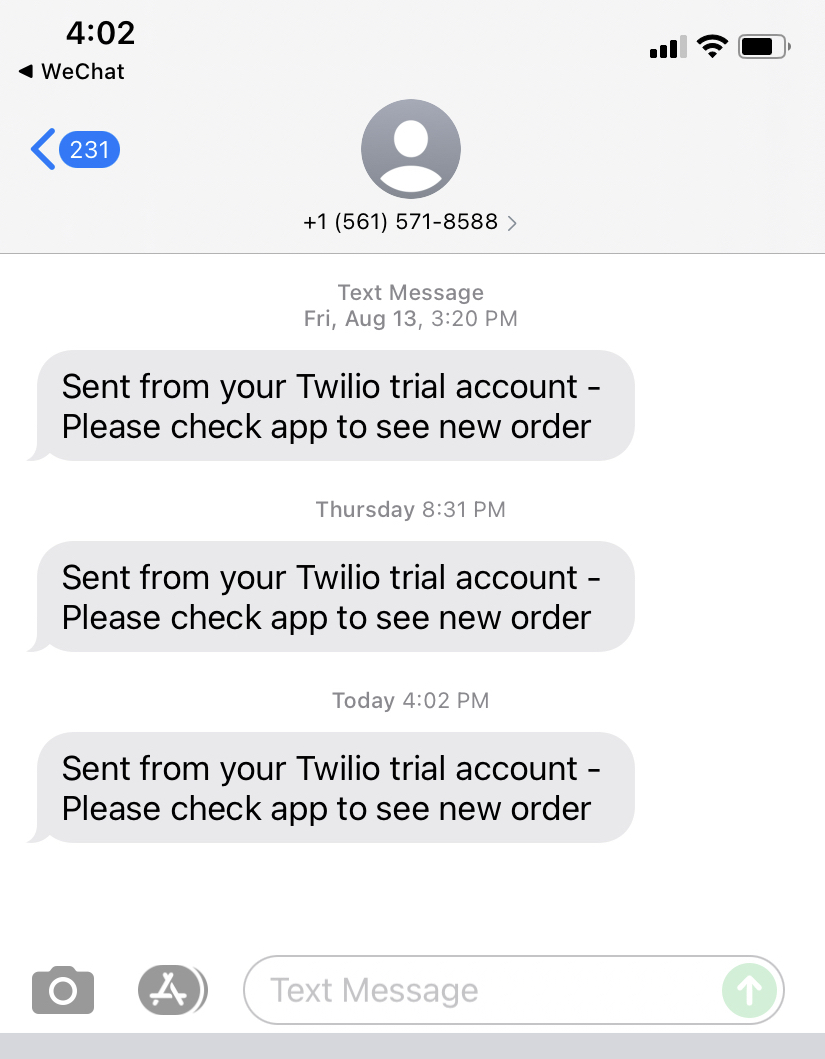 4:02
◀ WeChat
231
+1 (561) 571-8588 >
Text Message
Fri, Aug 13, 3:20 PM
Sent from your Twilio trial account -
Please check app to see new order
Thursday 8:31 PM
Sent from your Twilio trial account -
Please check app to see new order
Today 4:02 PM
Sent from your Twilio trial account -
Please check app to see new order
Text Message